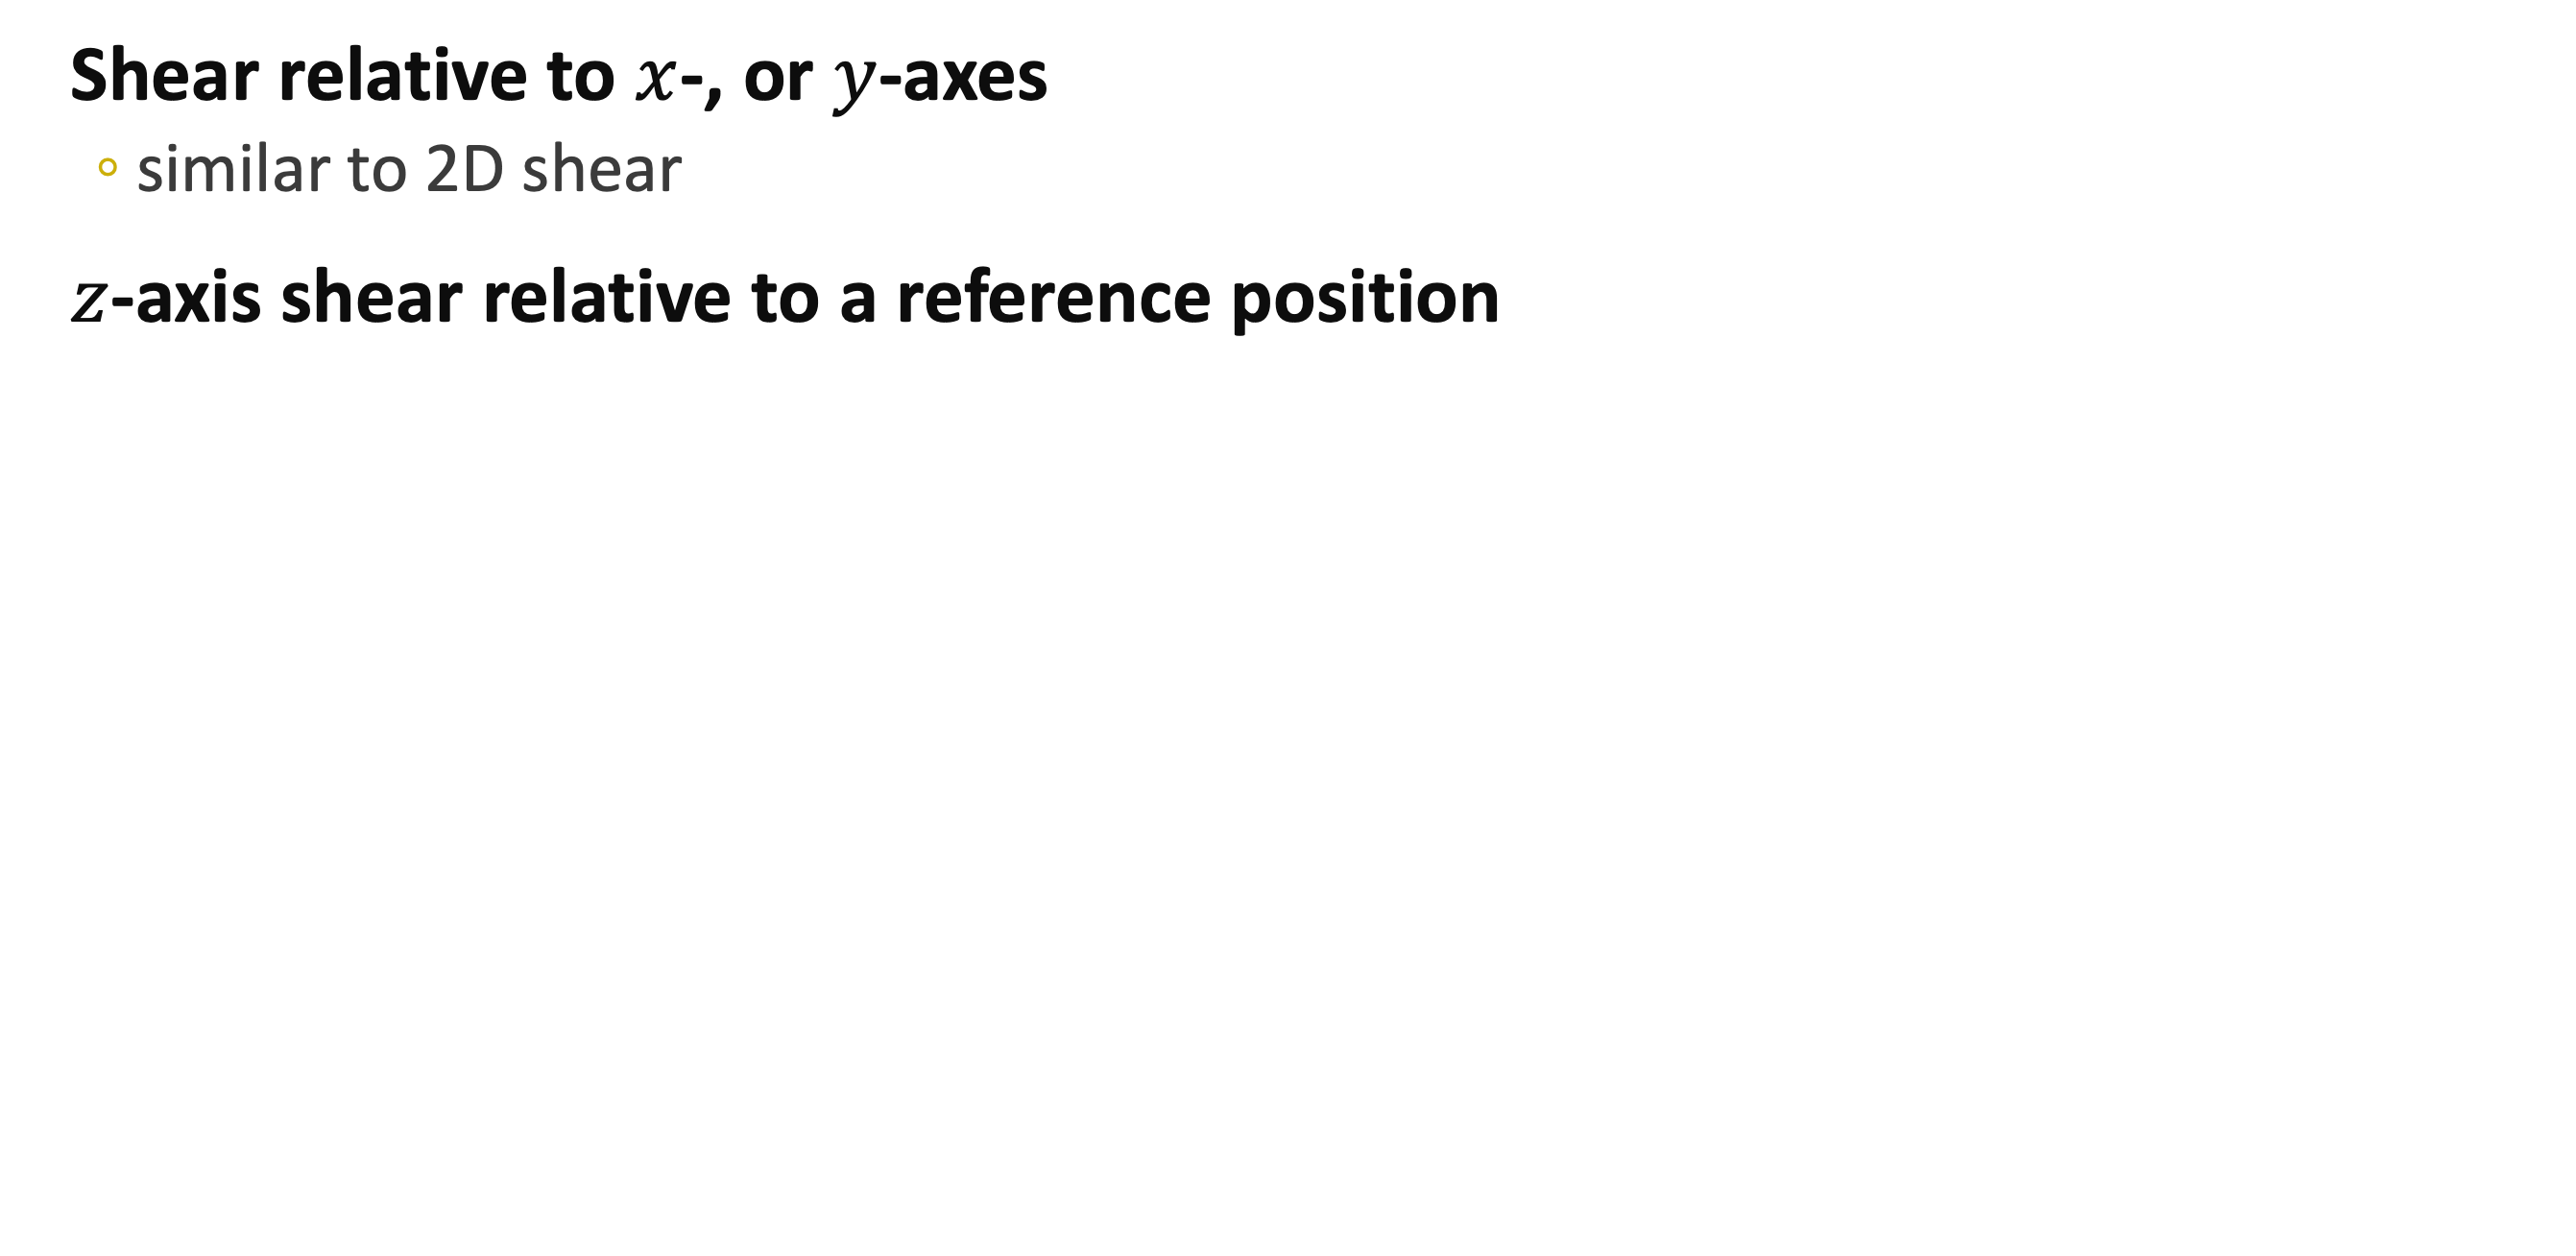 Shear relative to x-, or y-axes
◦ similar to 2D shear
z-axis shear relative to a reference position